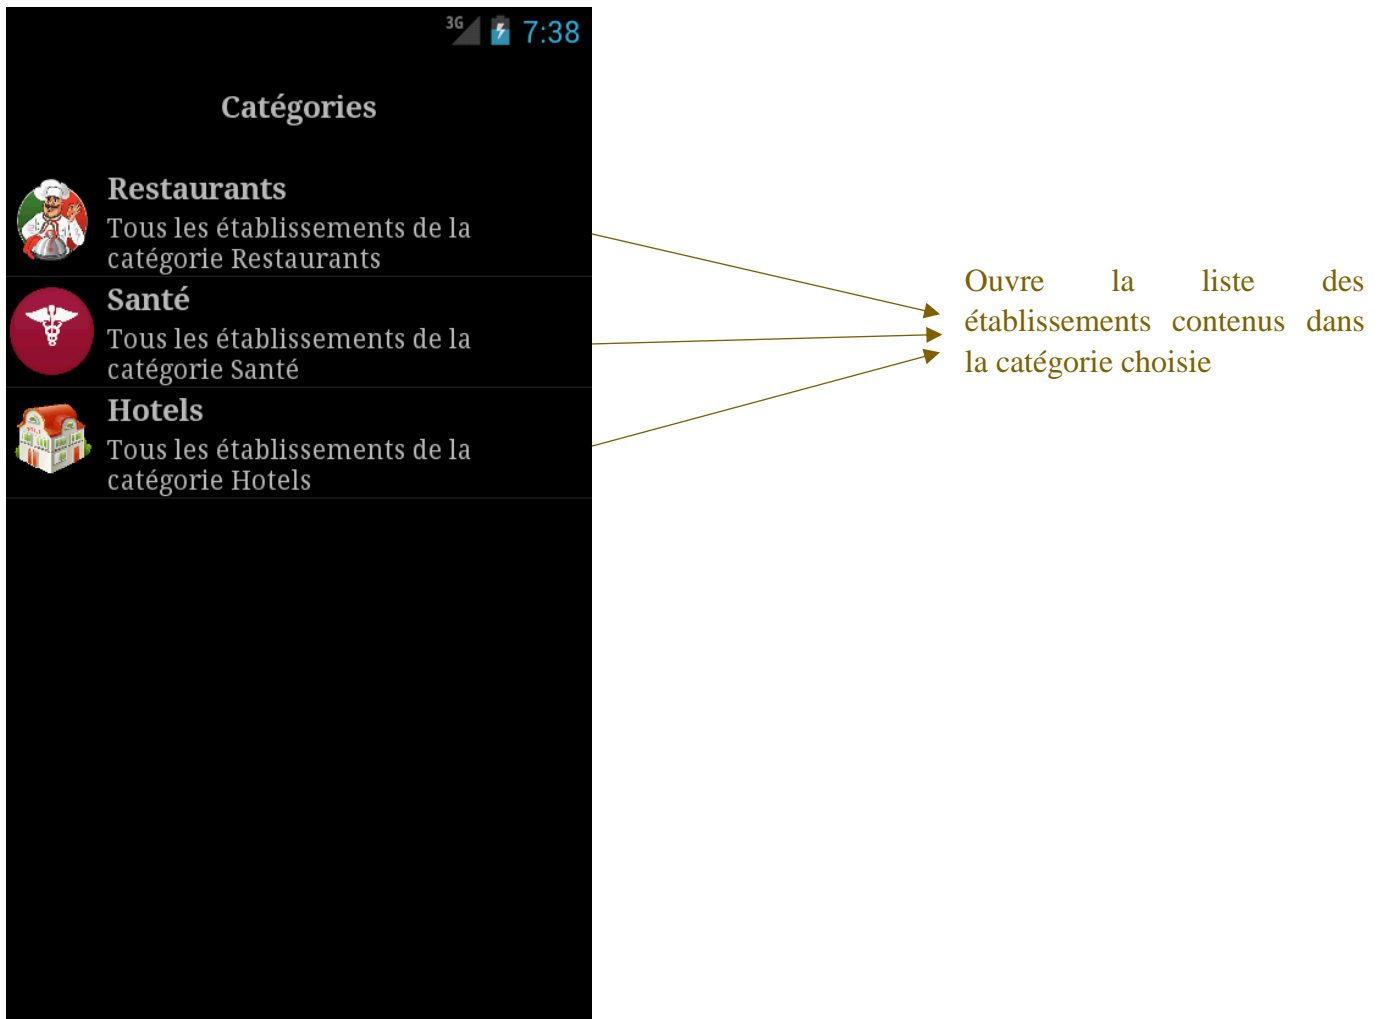 3G 7:38
Catégories
Restaurants
Tous les établissements de la
catégorie Restaurants
Santé
Tous les établissements de la
catégorie Santé
Hotels
Tous les établissements de la
catégorie Hotels
Ouvre la liste des
établissements contenus dans
la catégorie choisie